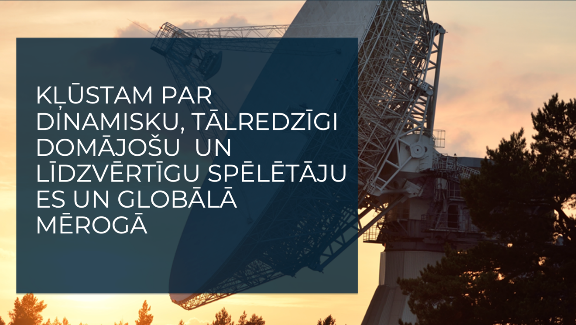 KĻŪSTAM PAR
DINAMISKU, TĀLREDZĪGI
DOMĀJOŠU UN
LĪDZVĒRTĪGU SPĒLĒTĀJU
ES UN GLOBĀLĀ
MĒROGĀ